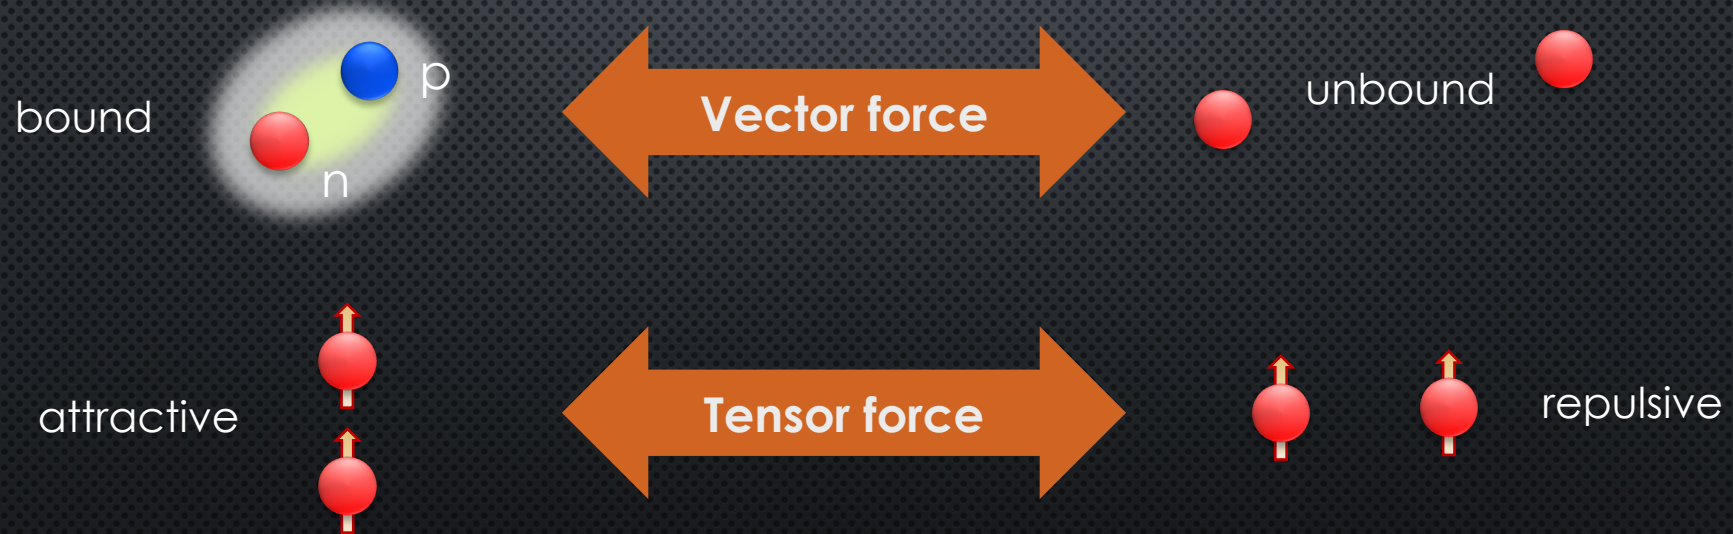 bound
p
n
Vector force
unbound
attractive
Tensor force
repulsive